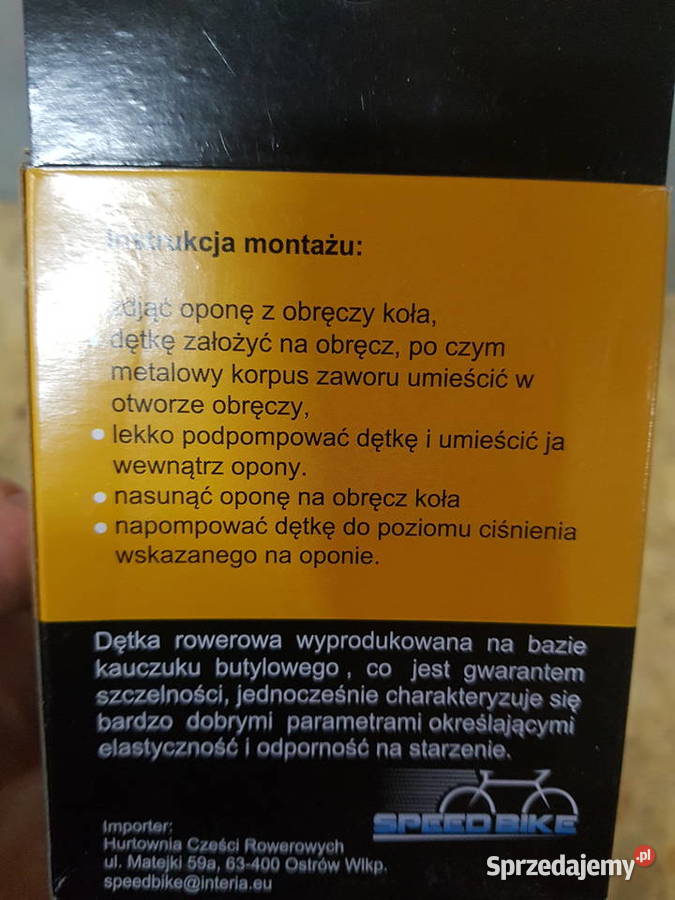 Instrukcja montażu:
zdjąć oponę z obręczy koła,
dętkę założyć na obręcz, po czym
metalowy korpus zaworu umieścić w
otworze obręczy,
lekko podpompować dętkę i umieścić ja
wewnątrz opony.
nasunąć oponę na obręcz koła
napompować dętkę do poziomu ciśnienia
wskazanego na oponie.
Dętka rowerowa wyprodukowana na bazie
kauczuku butylowego , co jest gwarantem
szczelności, jednocześnie charakteryzuje się
bardzo dobrymi parametrami określającymi
elastyczność i odporność na starzenie.
SPEED BIKE
Importer:
Hurtownia Cześci Rowerowych
ul. Matejki 59a, 63-400 Ostrów Wlkp.
speedbike@interia.eu
Sprzedajemy.pl